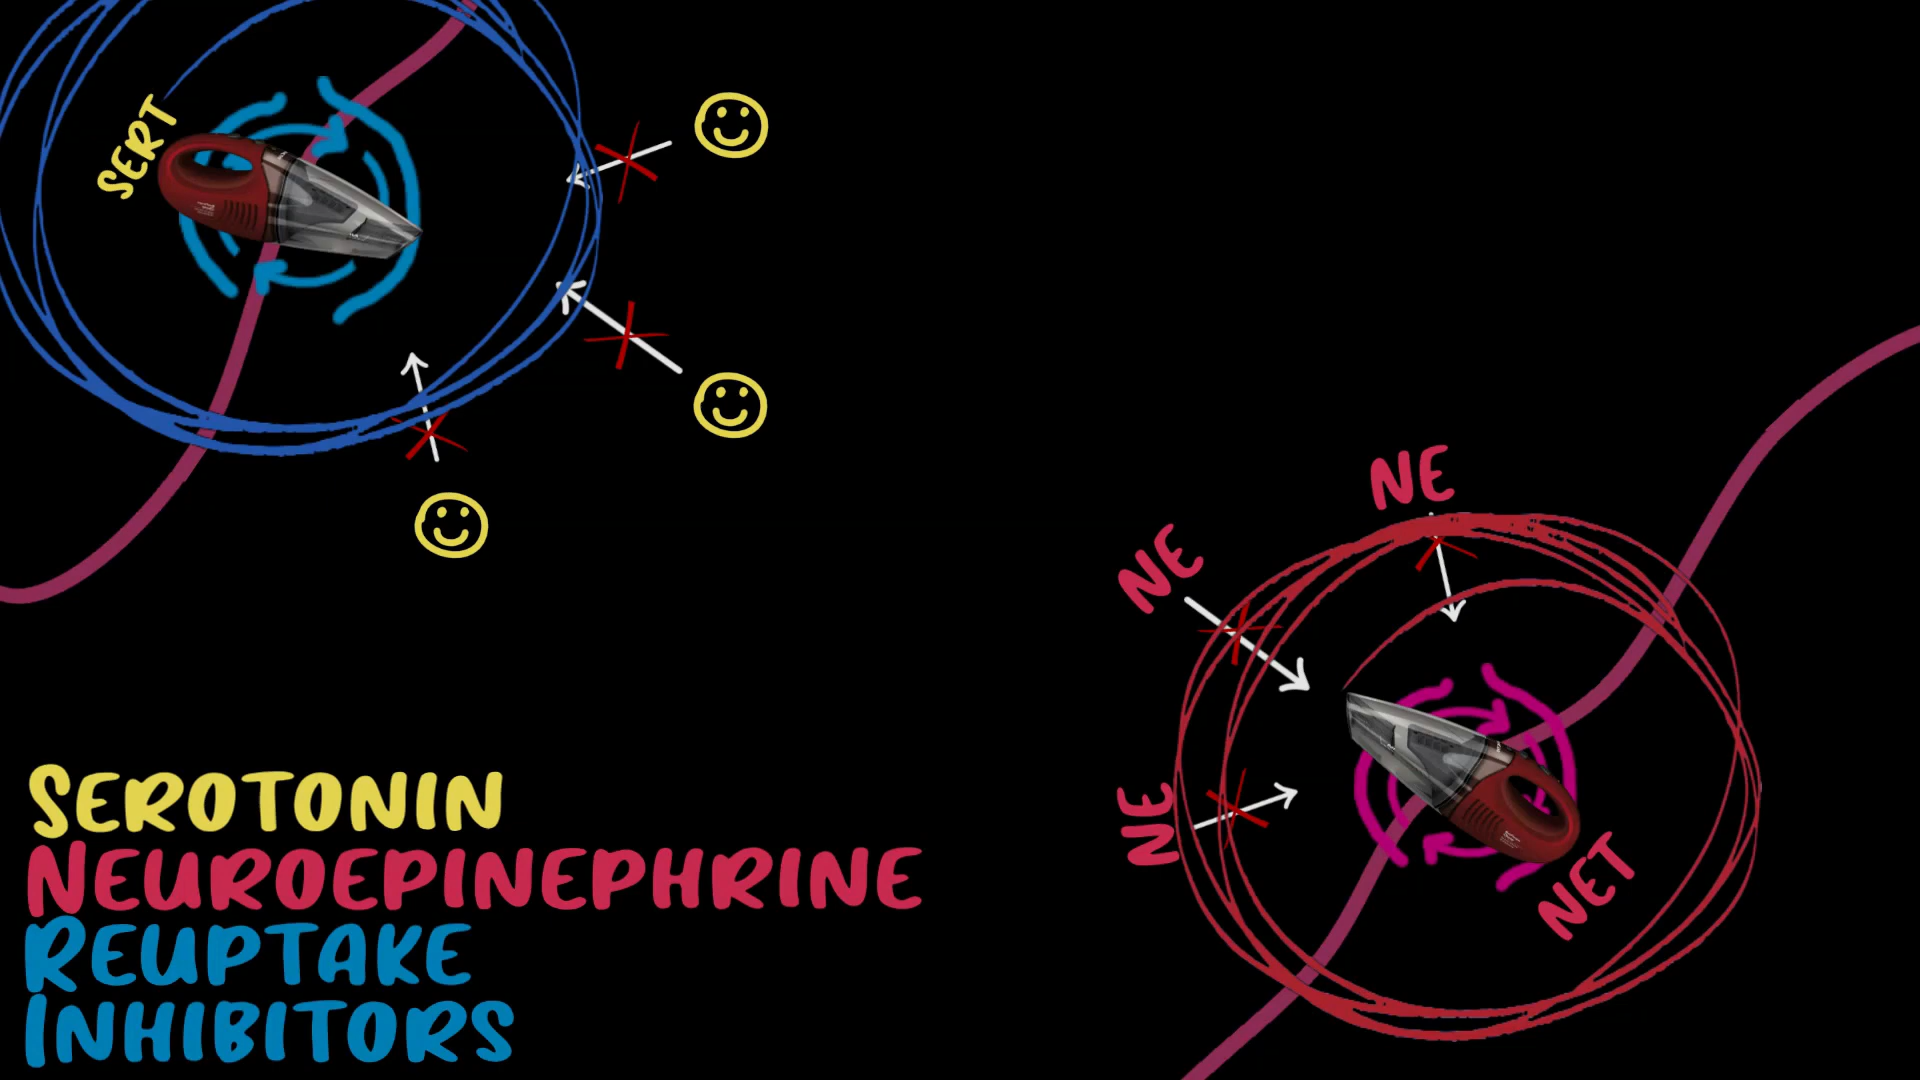 SERT
NE
NE
NE
NET
SEROTONIN
NEUROEPINEPHRINE
REUPTAKE
INHIBITORS